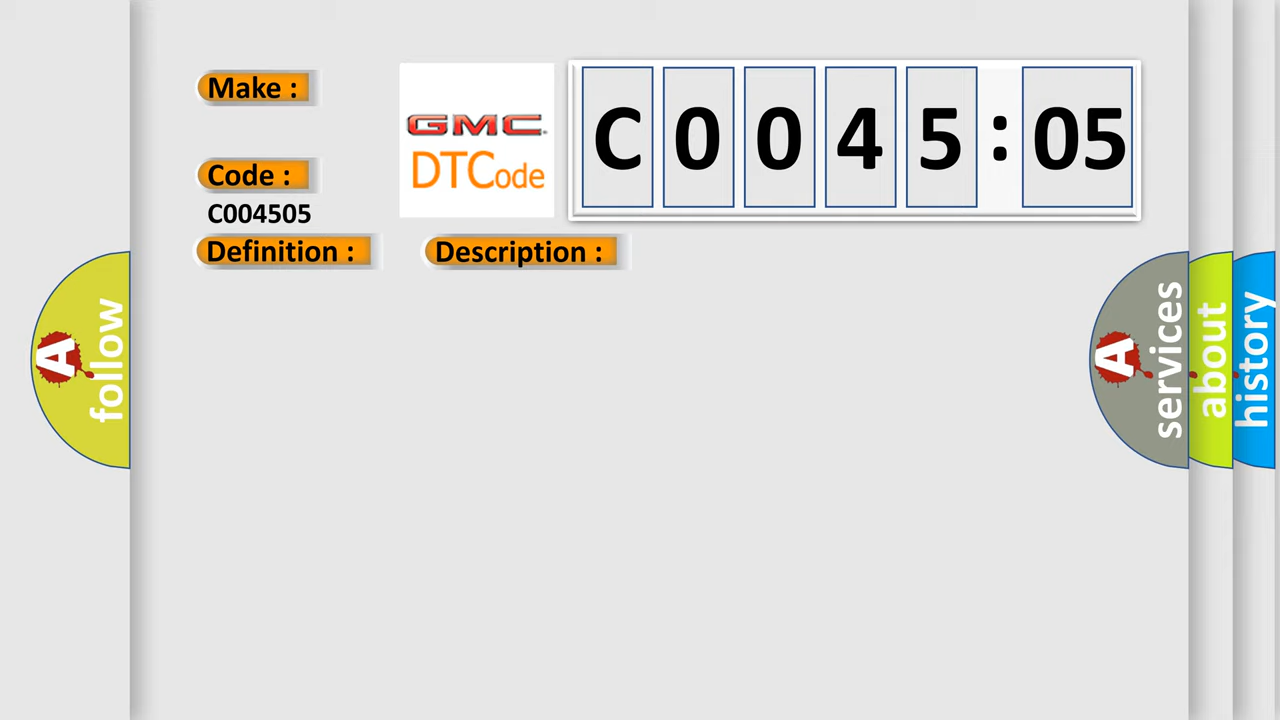 Make :
GMC
DTCode
C 0 0 4 5 : 05
Code :
C004505
Definition :
Description :
A follow
A services
about
history